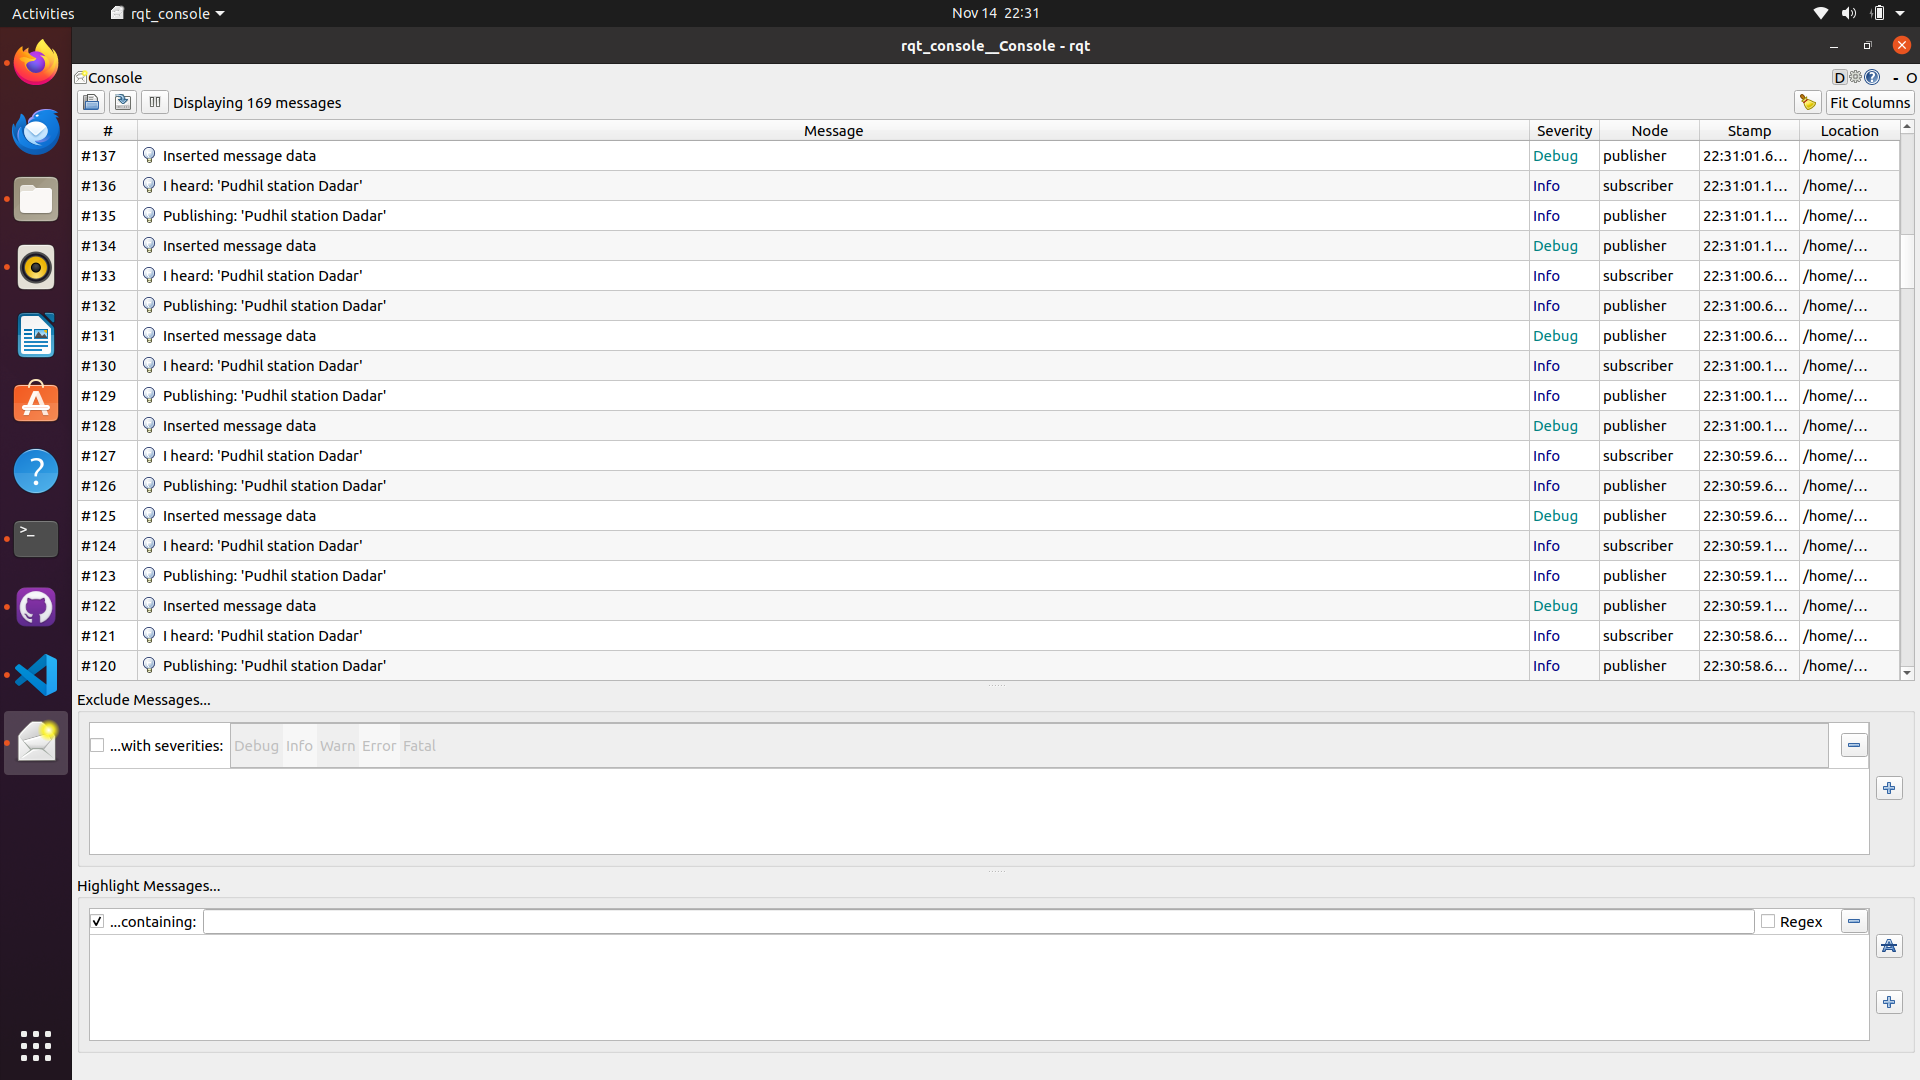 Activities rqt_console Nov 14 22:31
rqt_console__Console - rqt
Console D - O
Displaying 169 messages Fit Columns
# Message Severity Node Stamp Location
#137 Inserted message data Debug publisher 22:31:01.6... /home/...
#136 I heard: 'Pudhil station Dadar' Info subscriber 22:31:01.1... /home/...
#135 Publishing: 'Pudhil station Dadar' Info publisher 22:31:01.1... /home/...
#134 Inserted message data Debug publisher 22:31:01.1... /home/...
#133 I heard: 'Pudhil station Dadar' Info subscriber 22:31:00.6... /home/...
#132 Publishing: 'Pudhil station Dadar' Info publisher 22:31:00.6... /home/...
#131 Inserted message data Debug publisher 22:31:00.6... /home/...
#130 I heard: 'Pudhil station Dadar' Info subscriber 22:31:00.1... /home/...
#129 Publishing: 'Pudhil station Dadar' Info publisher 22:31:00.1... /home/...
#128 Inserted message data Debug publisher 22:31:00.1... /home/...
#127 I heard: 'Pudhil station Dadar' Info subscriber 22:30:59.6... /home/...
#126 Publishing: 'Pudhil station Dadar' Info publisher 22:30:59.6... /home/...
#125 Inserted message data Debug publisher 22:30:59.6... /home/...
#124 I heard: 'Pudhil station Dadar' Info subscriber 22:30:59.1... /home/...
#123 Publishing: 'Pudhil station Dadar' Info publisher 22:30:59.1... /home/...
#122 Inserted message data Debug publisher 22:30:59.1... /home/...
#121 I heard: 'Pudhil station Dadar' Info subscriber 22:30:58.6... /home/...
#120 Publishing: 'Pudhil station Dadar' Info publisher 22:30:58.6... /home/...
Exclude Messages...
...with severities: Debug Info Warn Error Fatal
Highlight Messages...
...containing: Regex